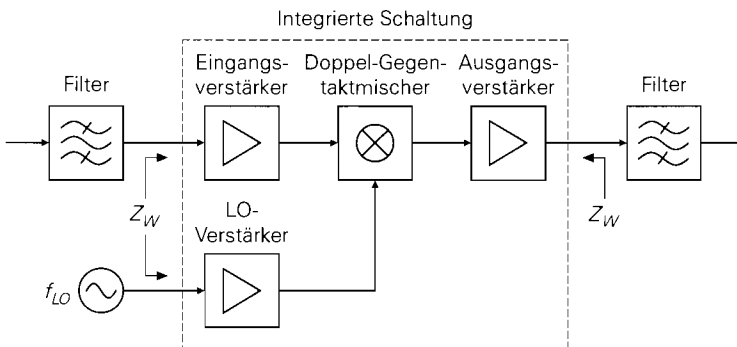 Integrierte Schaltung
Filter
Eingangs-
verstärker
Doppel-Gegen-
taktmischer
Ausgangs-
verstärker
Filter
Z_W
Z_W
LO-
Verstärker
f_LO